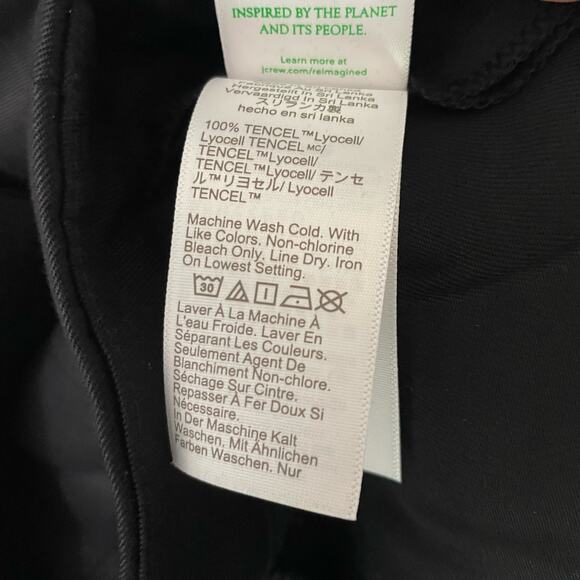 INSPIRED BY THE PLANET
AND ITS PEOPLE.
Learn more at
jcrew.com/reimagined
Hergestellt in Sri Lanka
Vervaardigd In Sri Lanka
スリランカ製
hecho en sri lanka
100% TENCEL™Lyocell/
Lyocell TENCEL MC/
TENCEL™Lyocell/
TENCEL™Lyocell/ テンセ
ル™リヨセル/ Lyocell
TENCEL™
Machine Wash Cold. With
Like Colors. Non-chlorine
Bleach Only. Line Dry. Iron
On Lowest Setting.
30
Laver À La Machine À
L'eau Froide. Laver En
Séparant Les Couleurs.
Seulement Agent De
Blanchiment Non-chlore.
Séchage Sur Cintre.
Repasser À Fer Doux Si
Nécessaire.
In Der Maschine Kalt
Waschen. Mit Ähnlichen
Farben Waschen. Nur